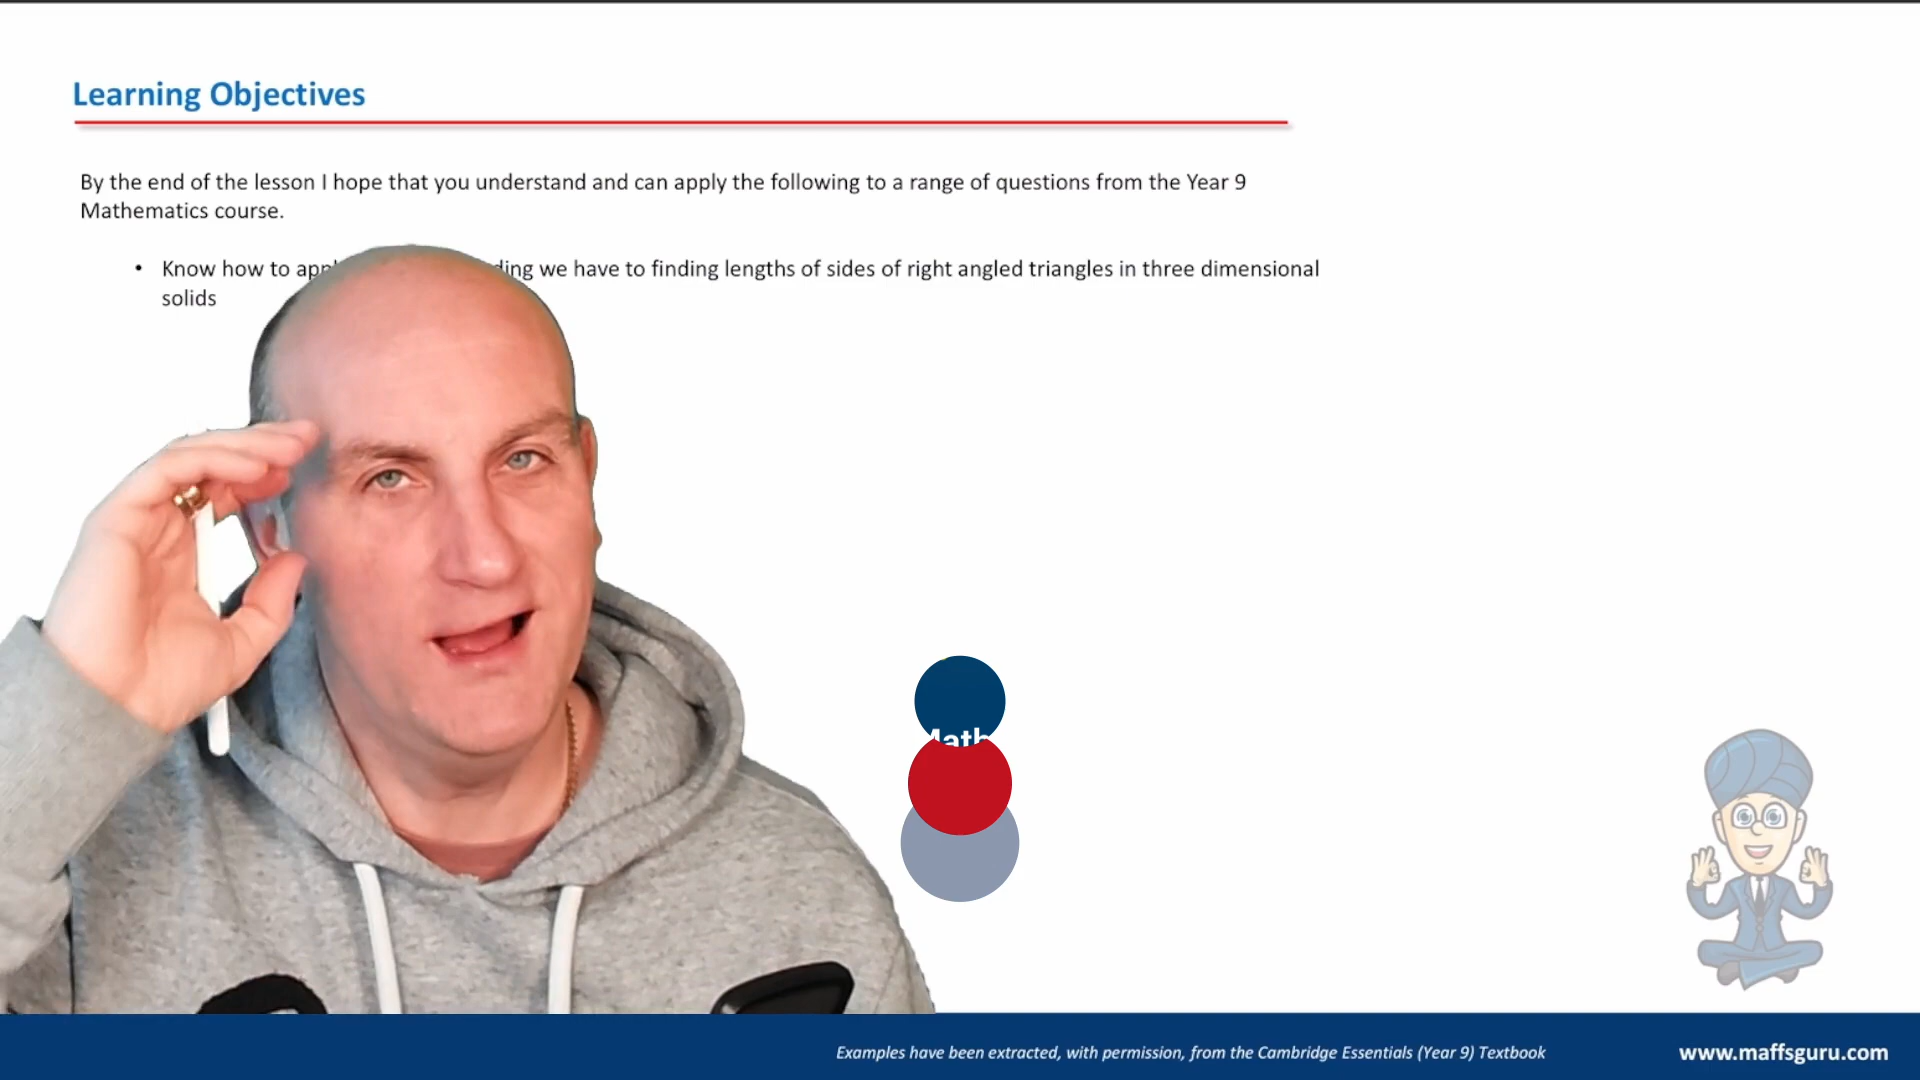 Learning Objectives
By the end of the lesson I hope that you understand and can apply the following to a range of questions from the Year 9
Mathematics course.
• Know how to we have to finding lengths of sides of right angled triangles in three dimensional
solids
Examples have been extracted, with permission, from the Cambridge Essentials (Year 9) Textbook
www.maffsguru.com